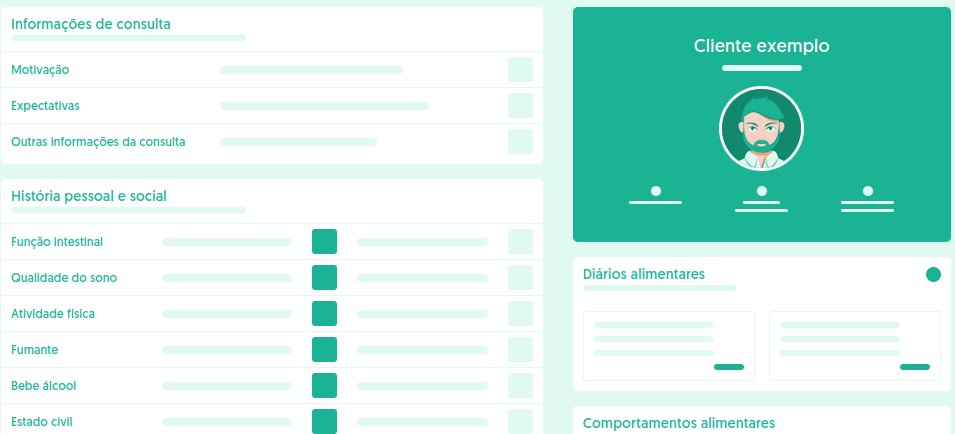 Informações de consulta
Motivação
Expectativas
Outras informações da consulta
História pessoal e social
Função intestinal
Qualidade do sono
Atividade física
Fumante
Bebe álcool
Estado civil
Cliente exemplo
Diários alimentares
Comportamentos alimentares